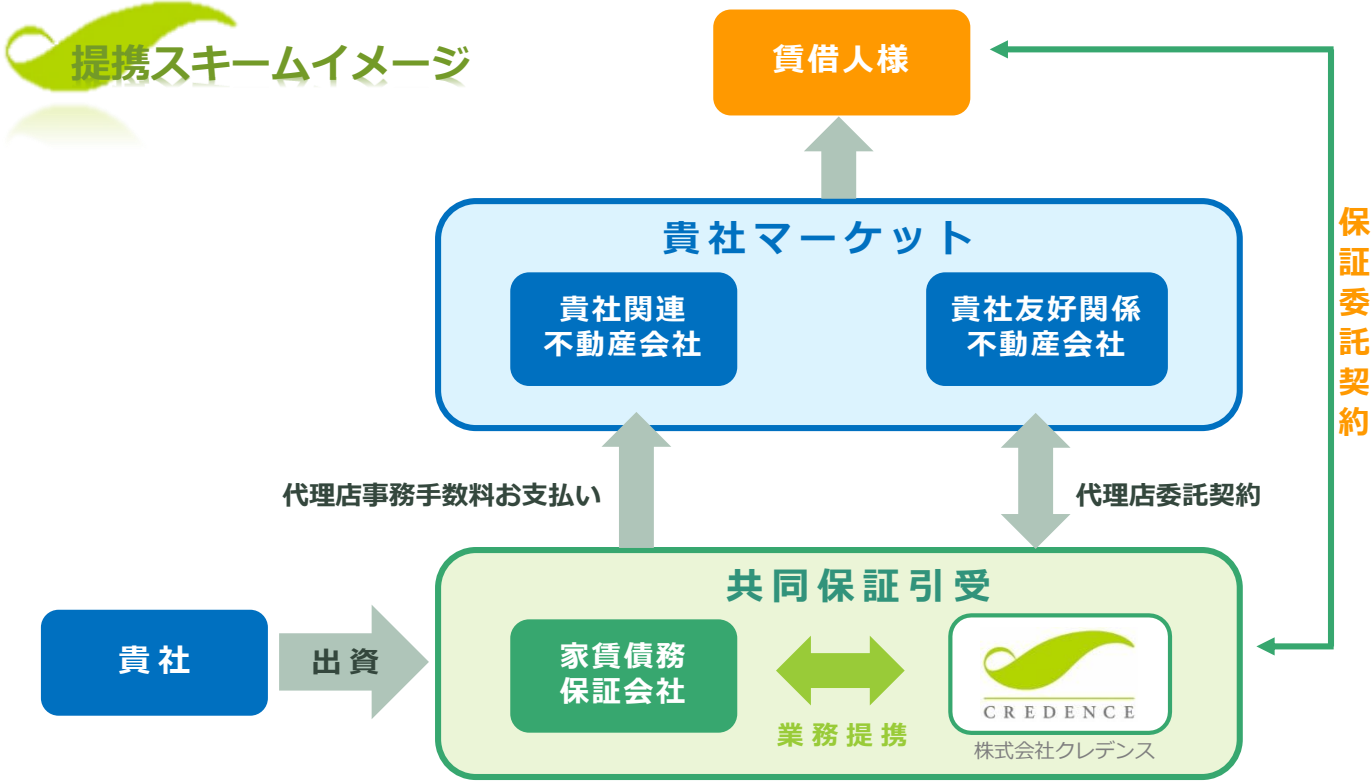 提携スキームイメージ
賃借人様
保証委託契約
貴社マーケット
貴社関連
不動産会社
貴社友好関係
不動産会社
代理店事務手数料お支払い
代理店委託契約
共同保証引受
貴社
出資
家賃債務
保証会社
業務提携
CREDENCE
株式会社クレデンス